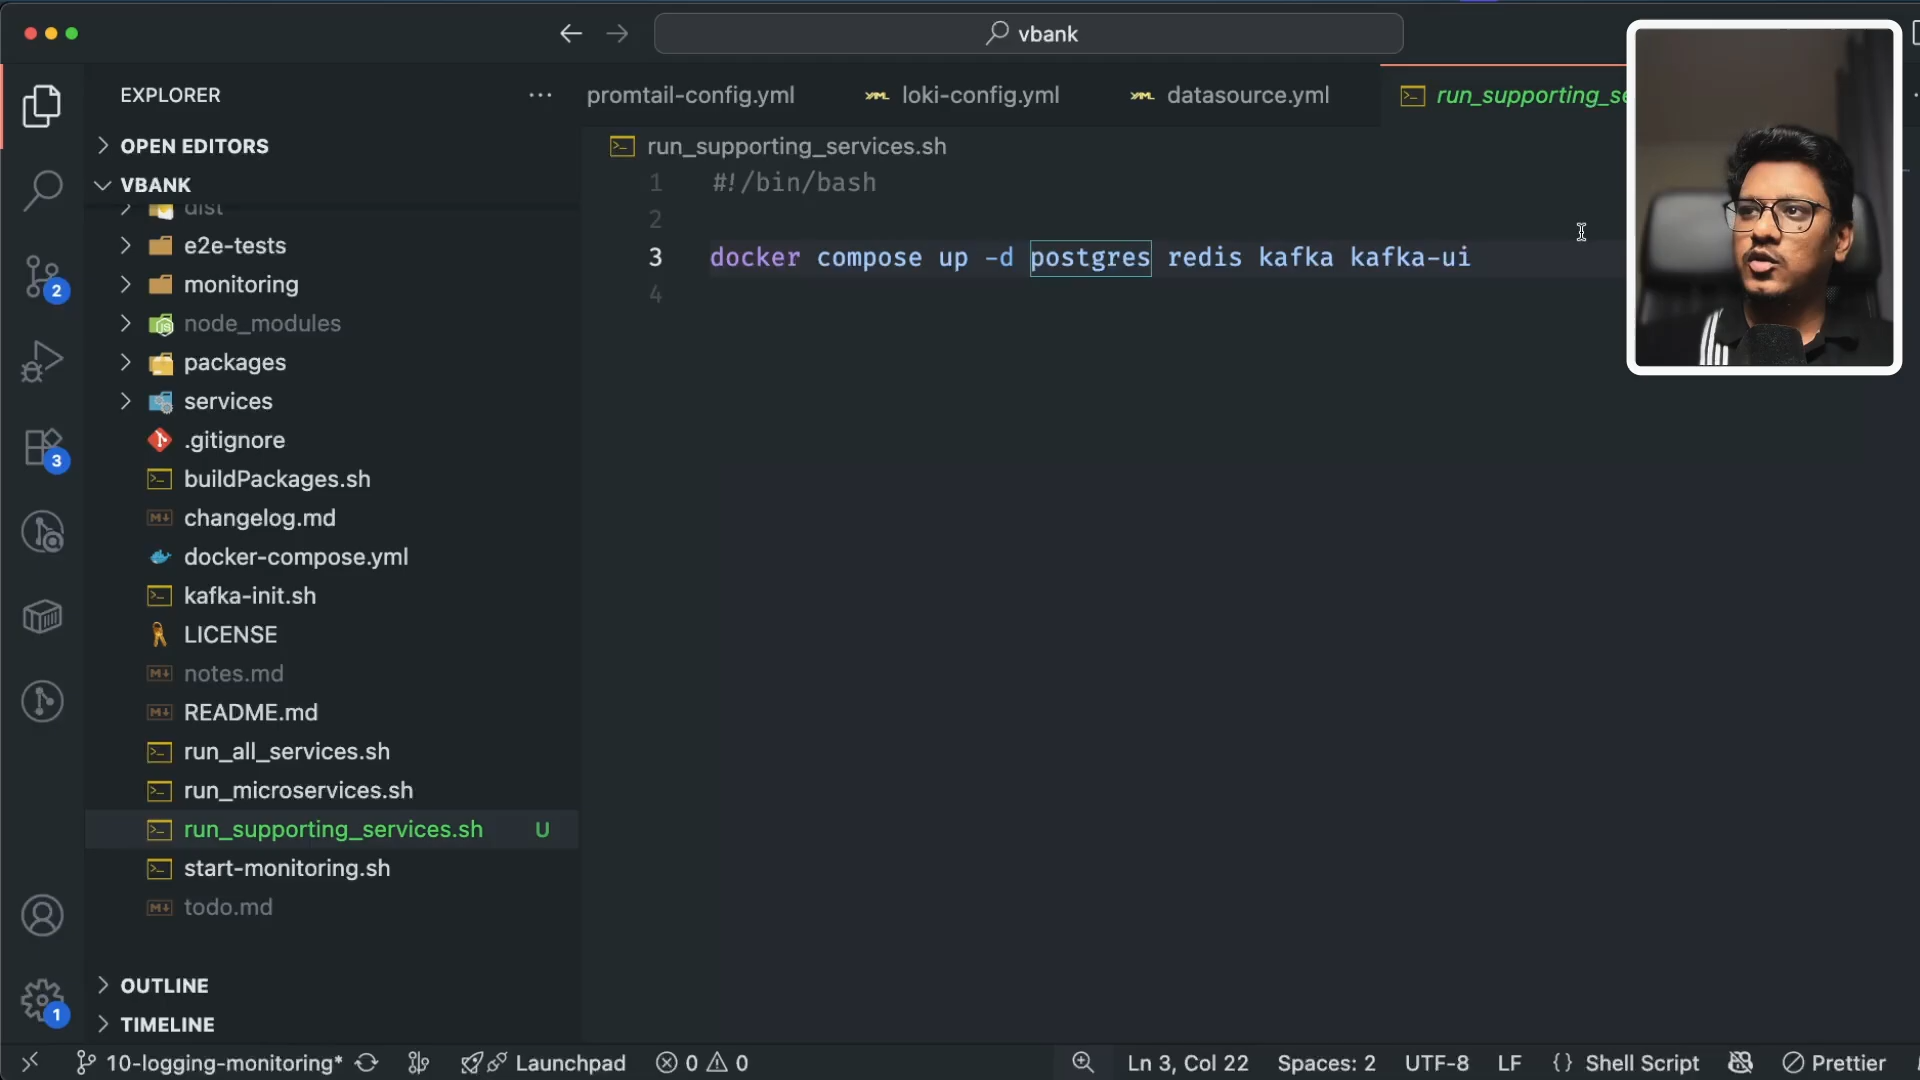 vbank
EXPLORER
OPEN EDITORS
VBANK
dist
e2e-tests
monitoring
node_modules
packages
services
.gitignore
buildPackages.sh
changelog.md
docker-compose.yml
kafka-init.sh
LICENSE
notes.md
README.md
run_all_services.sh
run_microservices.sh
run_supporting_services.sh U
start-monitoring.sh
todo.md
OUTLINE
TIMELINE
2
3
1
promtail-config.yml loki-config.yml datasource.yml run_supporting_se
run_supporting_services.sh
1 #!/bin/bash
2
3 docker compose up -d postgres redis kafka kafka-ui
4
10-logging-monitoring* Launchpad 0 0 Ln 3, Col 22 Spaces: 2 UTF-8 LF {} Shell Script Prettier